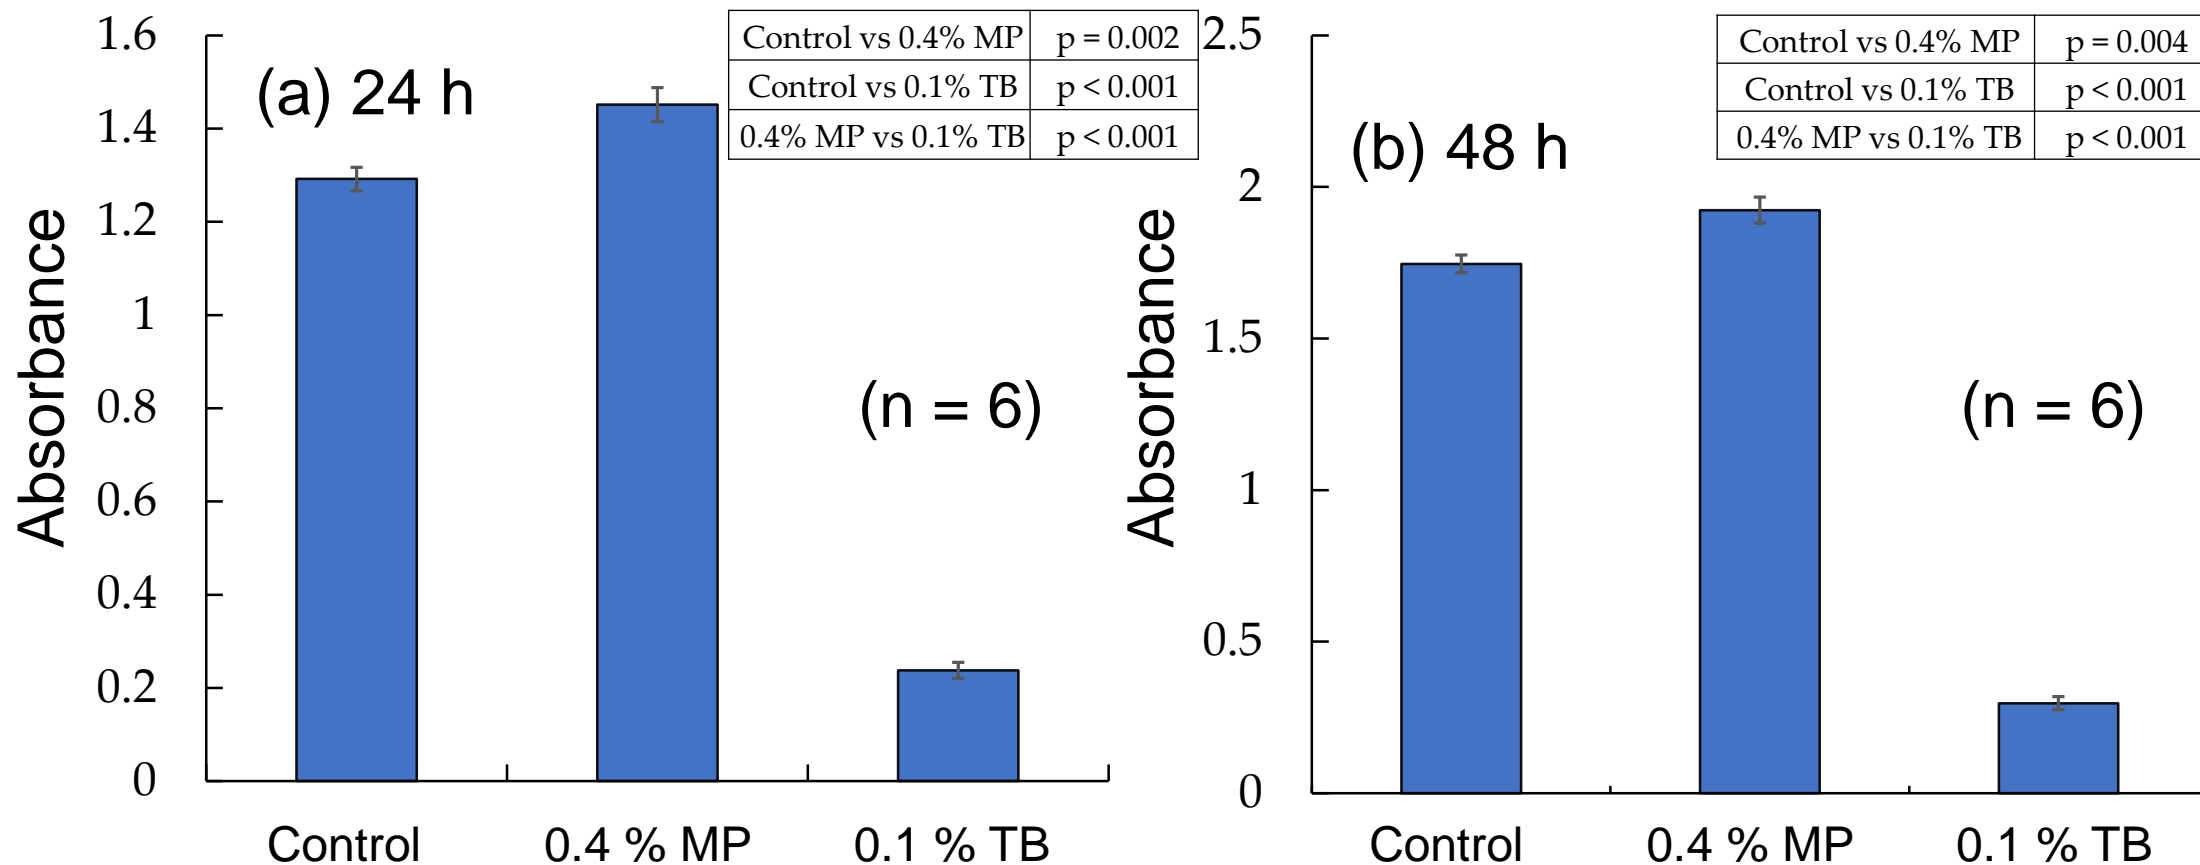 (a) 24 h
Control vs 0.4% MP p = 0.002
Control vs 0.1% TB p < 0.001
0.4% MP vs 0.1% TB p < 0.001
Absorbance
1.6
1.4
1.2
1
0.8
0.6
0.4
0.2
0
(n = 6)
Control 0.4 % MP 0.1 % TB
(b) 48 h
Control vs 0.4% MP p = 0.004
Control vs 0.1% TB p < 0.001
0.4% MP vs 0.1% TB p < 0.001
Absorbance
2.5
2
1.5
1
0.5
0
(n = 6)
Control 0.4 % MP 0.1 % TB